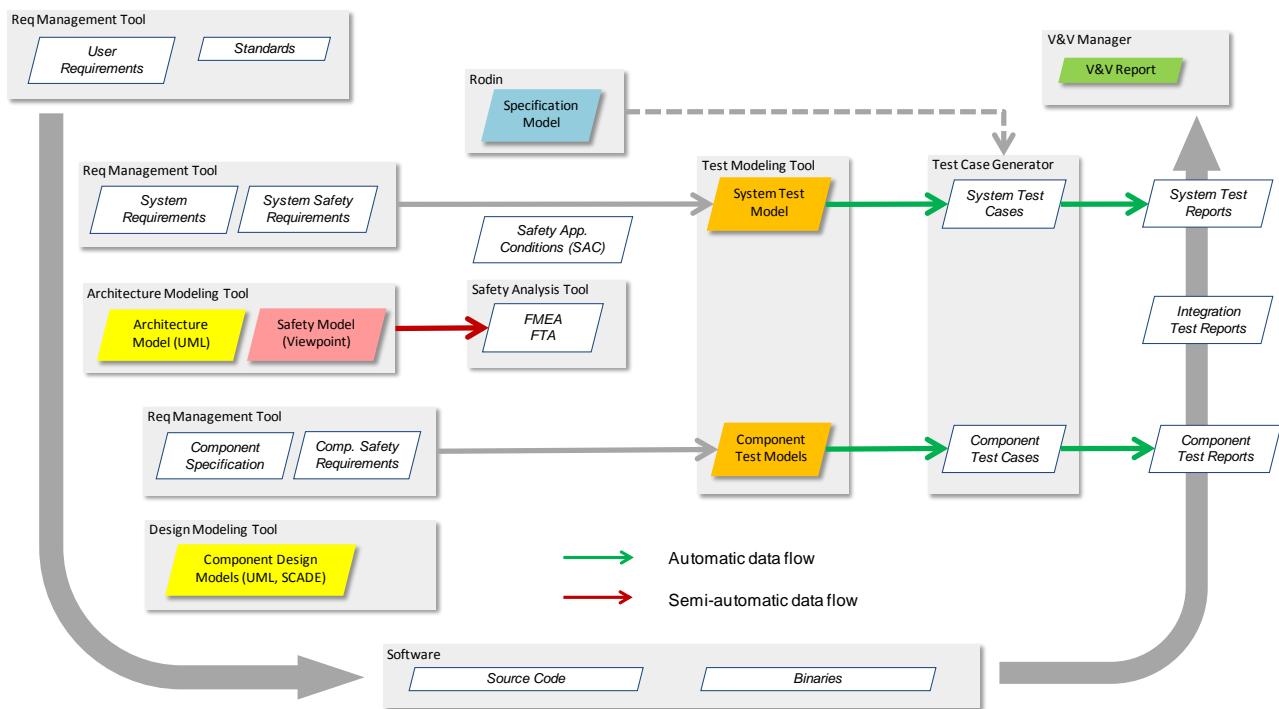 Req Management Tool
User
Requirements
Standards
V&V Manager
V&V Report
Rodin
Specification
Model
Req Management Tool
System
Requirements
System Safety
Requirements
Test Modeling Tool
System Test
Model
Test Case Generator
System Test
Cases
System Test
Reports
Safety App.
Conditions (SAC)
Architecture Modeling Tool
Architecture
Model (UML)
Safety Model
(Viewpoint)
Safety Analysis Tool
FMEA
FTA
Integration
Test Reports
Req Management Tool
Component
Specification
Comp. Safety
Requirements
Component
Test Models
Component
Test Cases
Component
Test Reports
Design Modeling Tool
Component Design
Models (UML, SCADE)
Automatic data flow
Semi-automatic data flow
Software
Source Code
Binaries